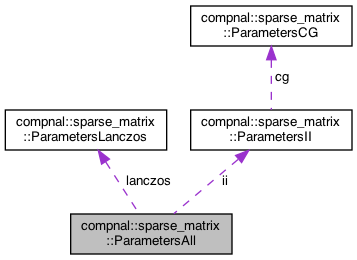 compnal::sparse_matrix
::ParametersCG
cg
compnal::sparse_matrix
::ParametersLanczos
compnal::sparse_matrix
::ParametersII
lanczos
ii
compnal::sparse_matrix
::ParametersAll